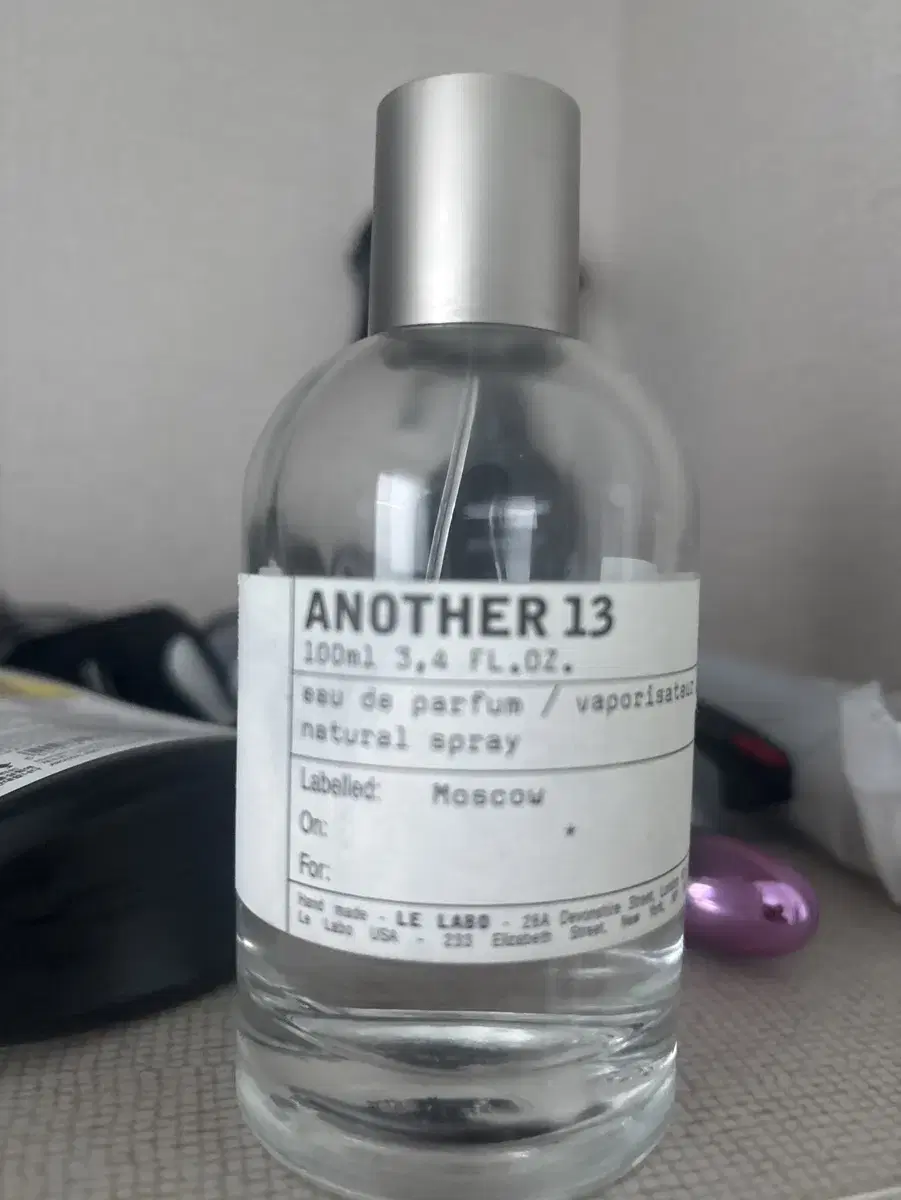 ANOTHER 13
100ml 3,4 FL.OZ.
eau de parfum / vaporisateur
natural spray
Labelled: Moscow
On: *
For:
Hand made - LE LABO - 28A Devonshire Street, London
Le Labo USA - 233 Elizabeth Street, New York,